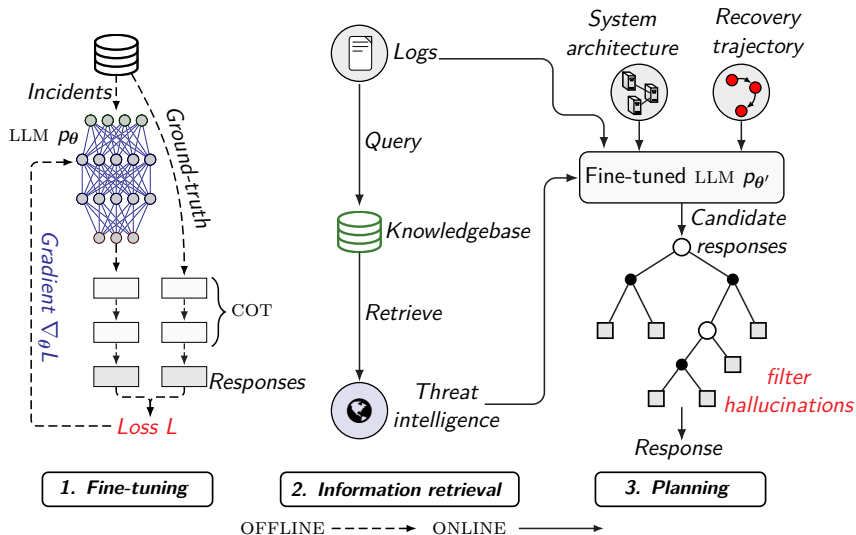 Incidents
LLM pθ
Ground-truth
Gradient ∇θL
COT
Responses
Loss L
1. Fine-tuning
Logs
Query
Knowledgebase
Retrieve
Threat
intelligence
2. Information retrieval
System
architecture
Recovery
trajectory
Fine-tuned LLM pθ′
Candidate
responses
filter
hallucinations
Response
3. Planning
OFFLINE
ONLINE